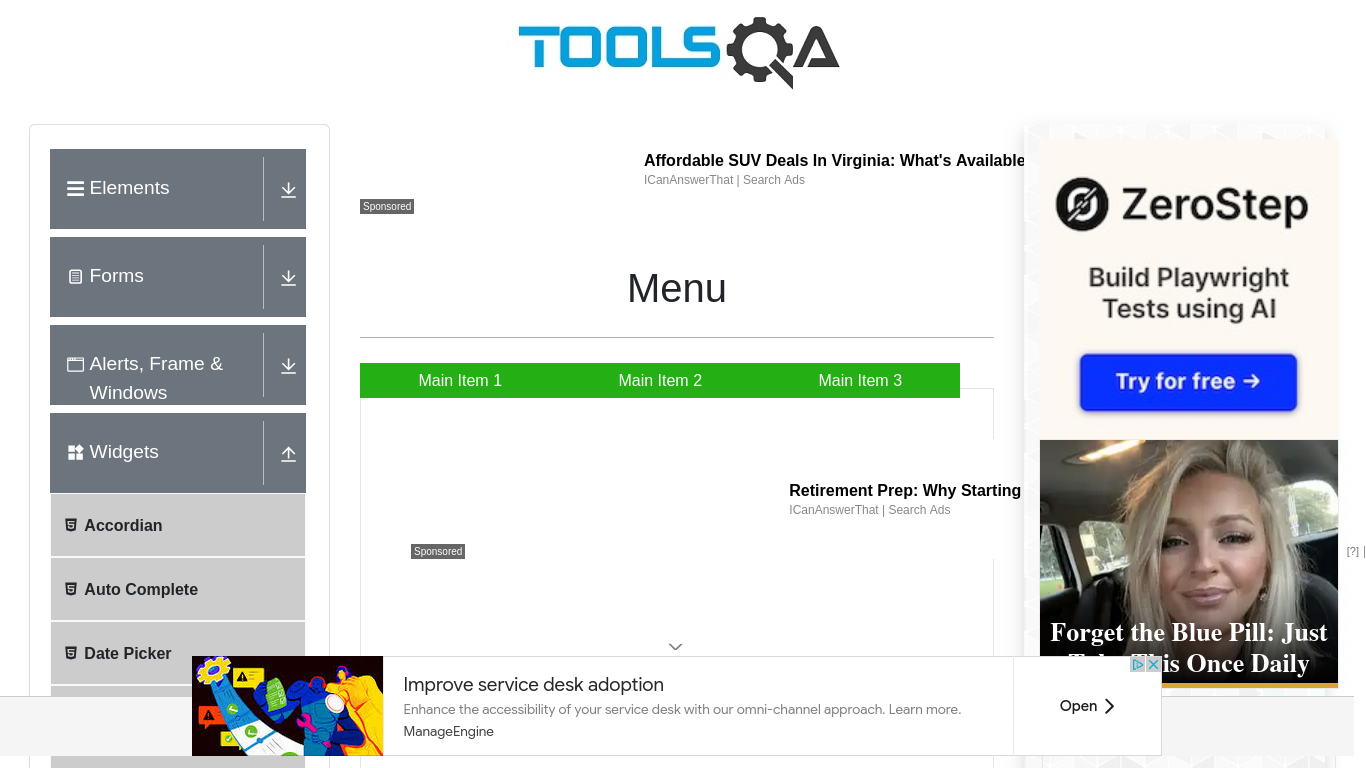 TOOLSQA
Elements
Forms
Alerts, Frame &
Windows
Widgets
Accordian
Auto Complete
Date Picker
Affordable SUV Deals In Virginia: What's Available
ICanAnswerThat | Search Ads
Sponsored
Menu
Main Item 1
Main Item 2
Main Item 3
Retirement Prep: Why Starting
ICanAnswerThat | Search Ads
Sponsored
ZeroStep
Build Playwright
Tests using AI
Try for free →
Forget the Blue Pill: Just
This Once Daily
[?]
Improve service desk adoption
Enhance the accessibility of your service desk with our omni-channel approach. Learn more.
ManageEngine
Open